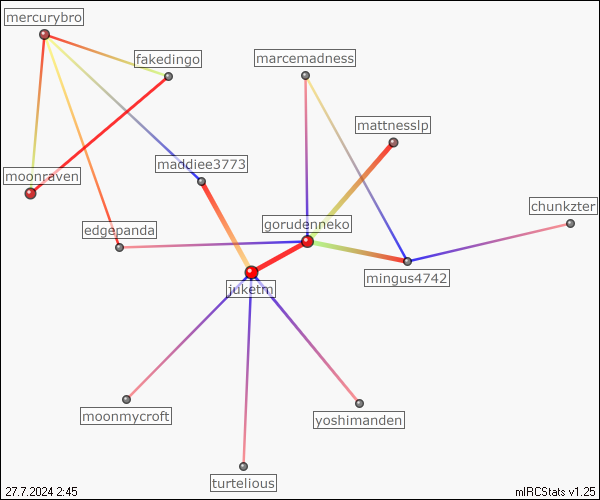 mercurybro
fakedingo
marcemadness
mattnesslp
maddiee3773
moonraven
chunkzter
gorudenneko
edgepanda
mingus4742
juketm
moonmycroft
yoshimanden
turtelious
27.7.2024 2:45
mIRCStats v1.25